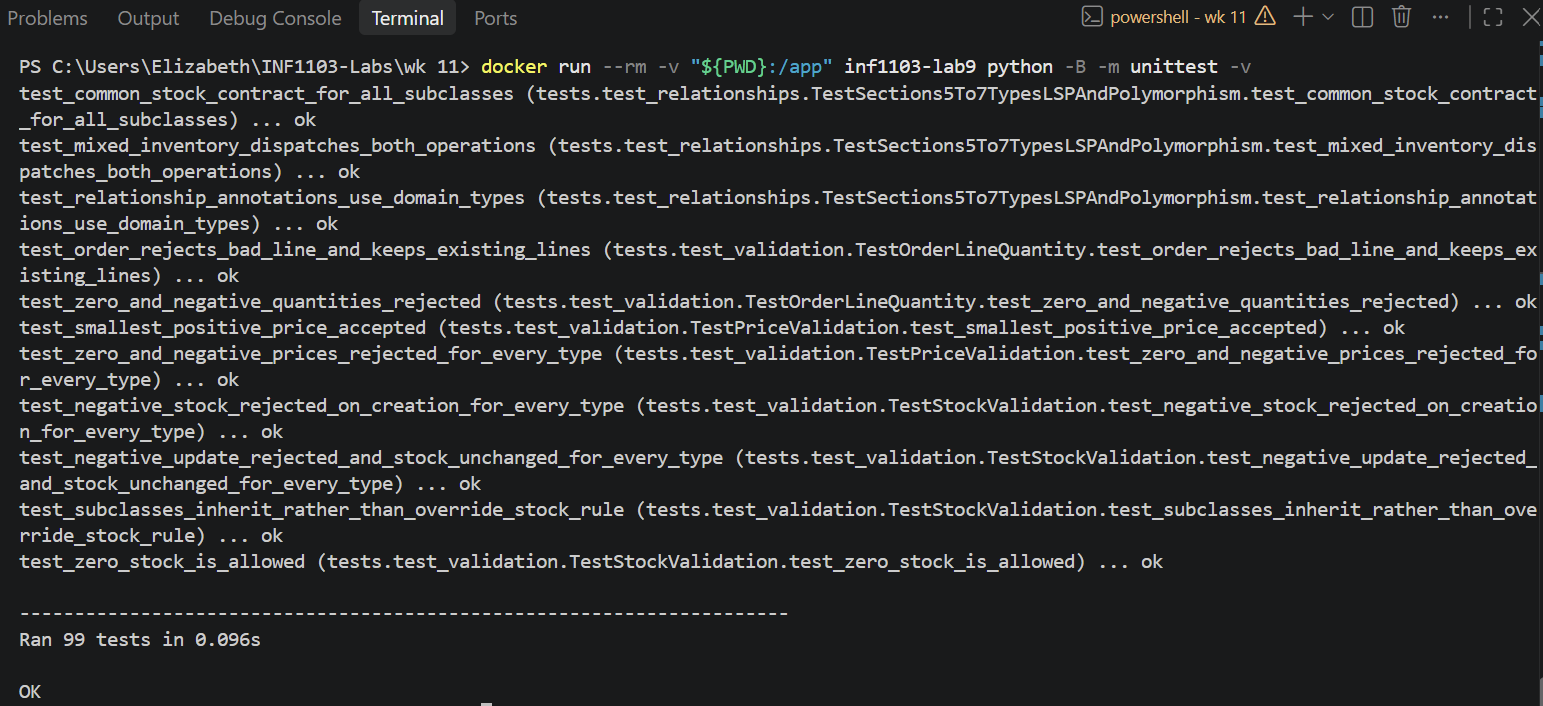 Problems Output Debug Console Terminal Ports powershell - wk 11
PS C:\Users\Elizabeth\INF1103-Labs\wk 11> docker run --rm -v "${PWD}:/app" inf1103-lab9 python -B -m unittest -v
test_common_stock_contract_for_all_subclasses (tests.test_relationships.TestSections5To7TypesLSPAndPolymorphism.test_common_stock_contract
_for_all_subclasses) ... ok
test_mixed_inventory_dispatches_both_operations (tests.test_relationships.TestSections5To7TypesLSPAndPolymorphism.test_mixed_inventory_dis
patches_both_operations) ... ok
test_relationship_annotations_use_domain_types (tests.test_relationships.TestSections5To7TypesLSPAndPolymorphism.test_relationship_annotat
ions_use_domain_types) ... ok
test_order_rejects_bad_line_and_keeps_existing_lines (tests.test_validation.TestOrderLineQuantity.test_order_rejects_bad_line_and_keeps_ex
isting_lines) ... ok
test_zero_and_negative_quantities_rejected (tests.test_validation.TestOrderLineQuantity.test_zero_and_negative_quantities_rejected) ... ok
test_smallest_positive_price_accepted (tests.test_validation.TestPriceValidation.test_smallest_positive_price_accepted) ... ok
test_zero_and_negative_prices_rejected_for_every_type (tests.test_validation.TestPriceValidation.test_zero_and_negative_prices_rejected_fo
r_every_type) ... ok
test_negative_stock_rejected_on_creation_for_every_type (tests.test_validation.TestStockValidation.test_negative_stock_rejected_on_creatio
n_for_every_type) ... ok
test_negative_update_rejected_and_stock_unchanged_for_every_type (tests.test_validation.TestStockValidation.test_negative_update_rejected_
and_stock_unchanged_for_every_type) ... ok
test_subclasses_inherit_rather_than_override_stock_rule (tests.test_validation.TestStockValidation.test_subclasses_inherit_rather_than_ove
rride_stock_rule) ... ok
test_zero_stock_is_allowed (tests.test_validation.TestStockValidation.test_zero_stock_is_allowed) ... ok
----------------------------------------------------------------------
Ran 99 tests in 0.096s
OK